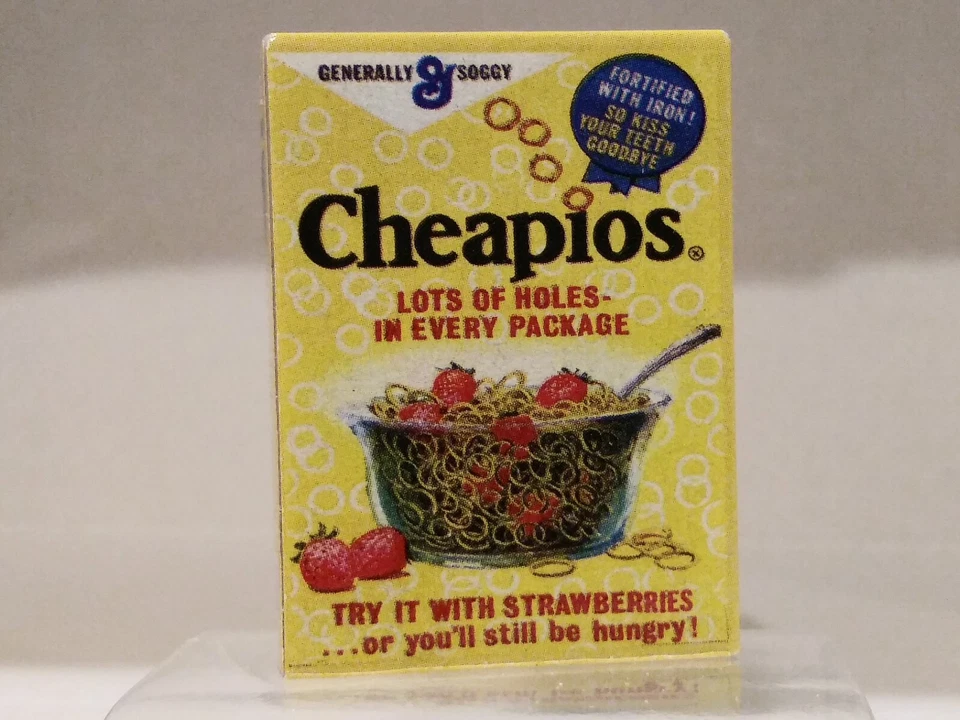 GENERALLY g SOGGY
FORTIFIED
WITH IRON!
SO KISS
YOUR TEETH
GOODBYE
Cheapios®
LOTS OF HOLES-
IN EVERY PACKAGE
TRY IT WITH STRAWBERRIES
...or you'll still be hungry!